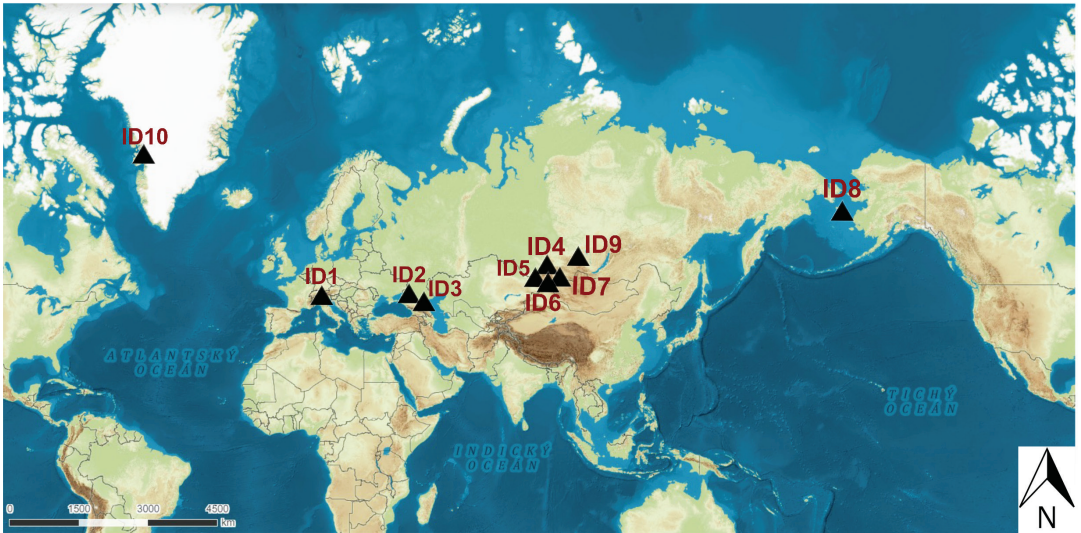 ID10
ID8
ID4
ID9
ID5
ID1
ID2
ID3
ID7
ID6
ATLANTSKÝ
OCEÁN
TICHÝ
OCEÁN
INDICKÝ
OCEÁN
0 1500 3000 4500
km
N